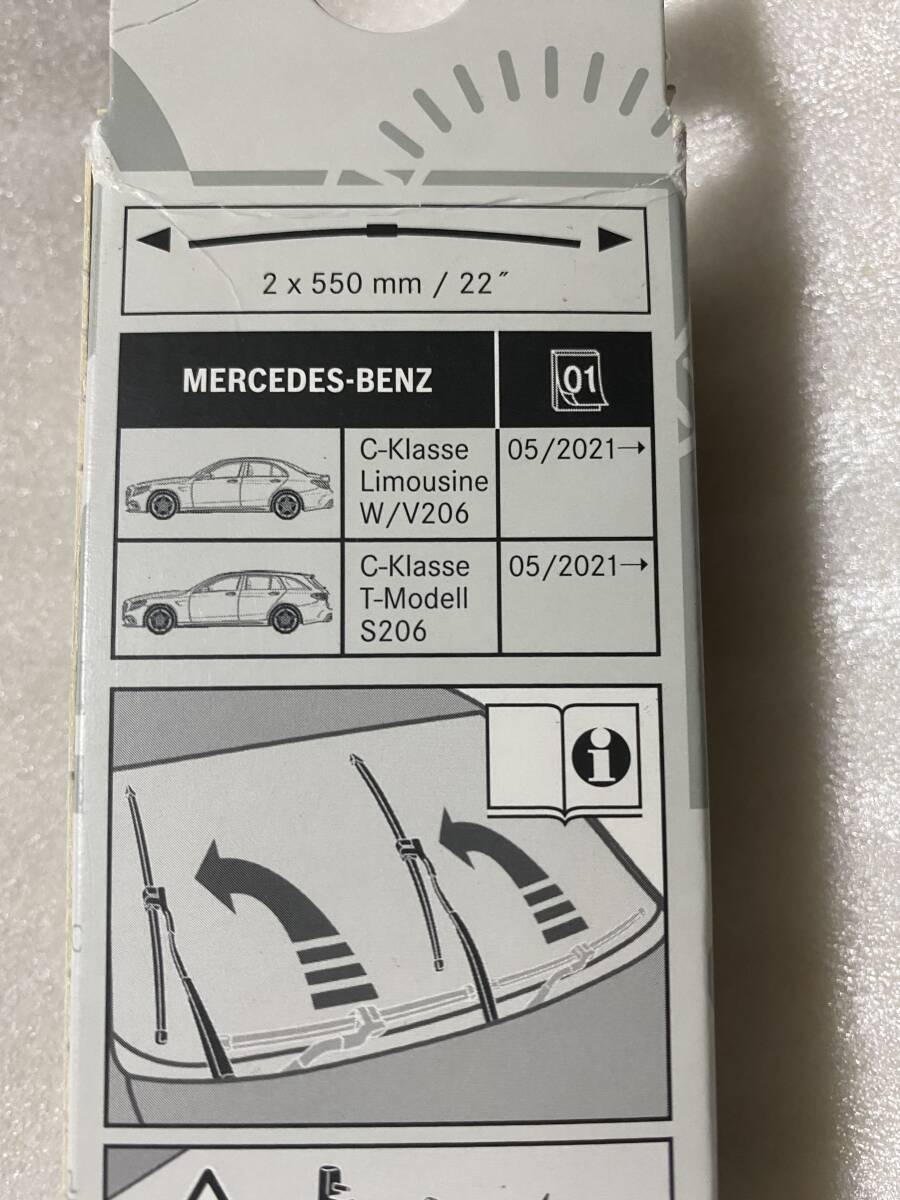 2 x 550 mm / 22″
MERCEDES-BENZ
01
C-Klasse
Limousine
W/V206
05/2021→
C-Klasse
T-Modell
S206
05/2021→
i